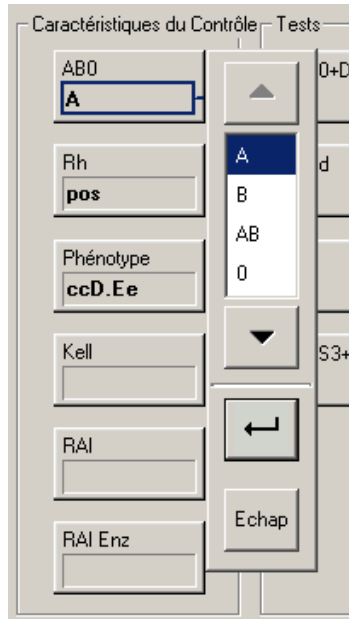 Caractéristiques du Contrôle
Tests
AB0
A
Rh
pos
Phénotype
ccD.Ee
Kell
RAI
RAI Enz
A
B
AB
0
Echap
0+D
d
S3+